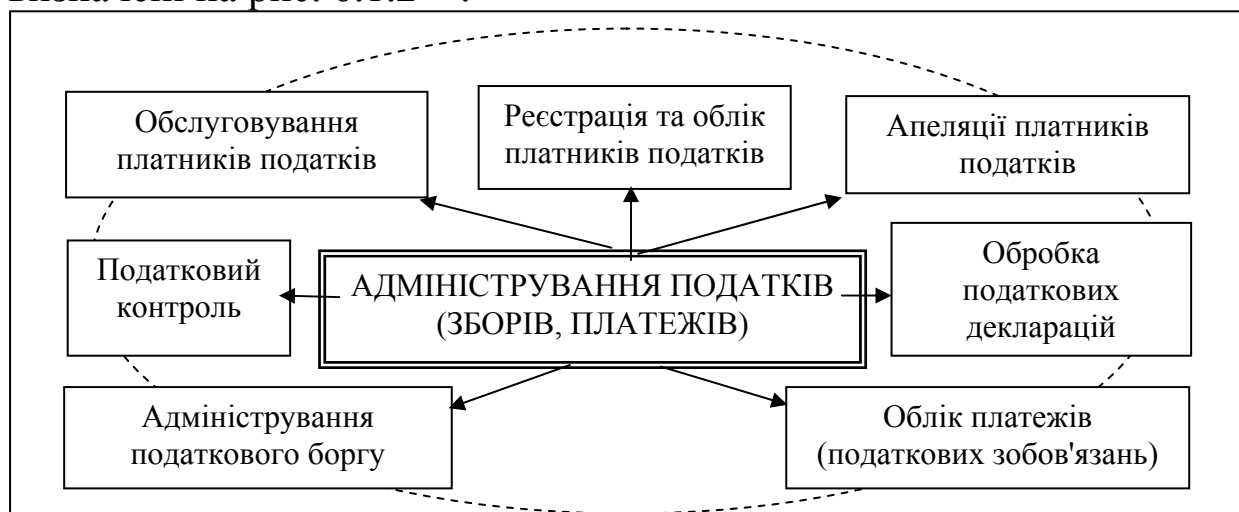 Обслуговування
платників податків
Реєстрація та облік
платників податків
Апеляції платників
податків
Податковий
контроль
АДМІНІСТРУВАННЯ ПОДАТКІВ
(ЗБОРІВ, ПЛАТЕЖІВ)
Обробка
податкових
декларацій
Адміністрування
податкового боргу
Облік платежів
(податкових зобов'язань)